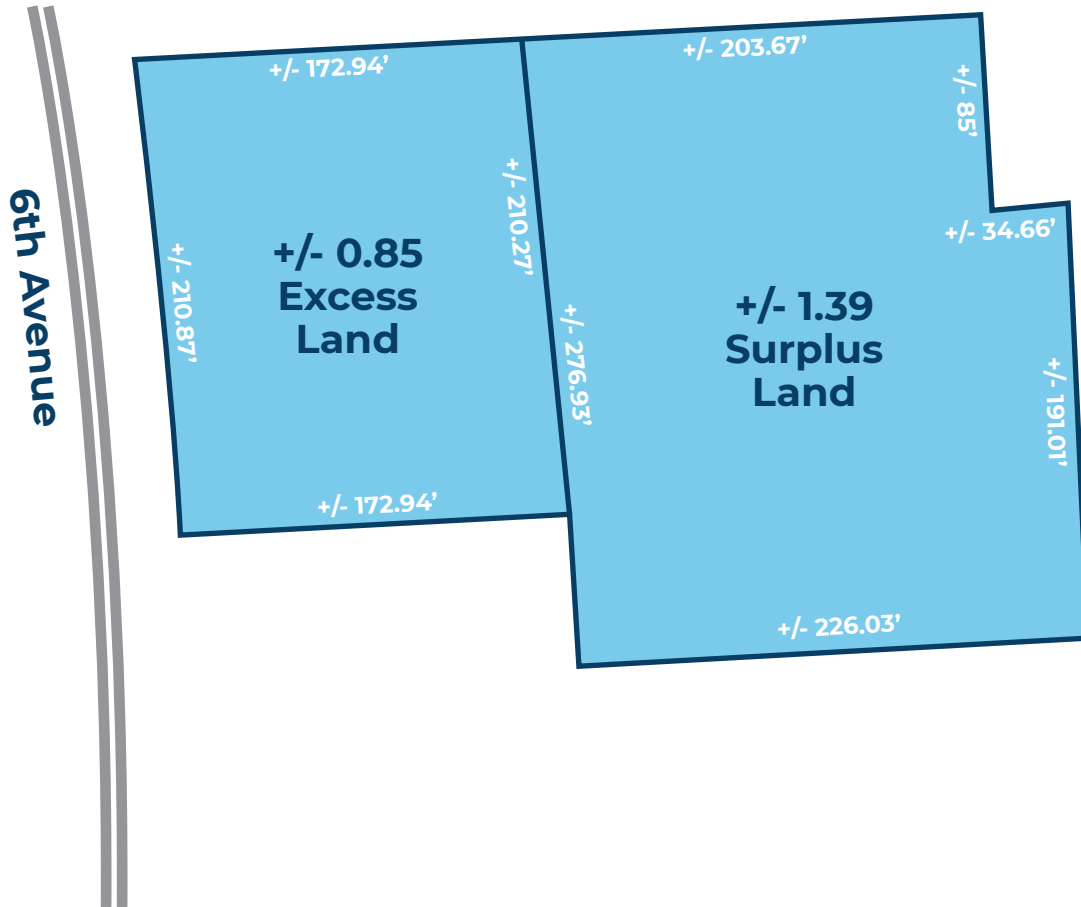 +/- 172.94’
+/- 203.67’
+/- 85’
6th Avenue
+/- 210.87’
+/- 0.85
Excess
Land
+/- 210.27’
+/- 276.93’
+/- 1.39
Surplus
Land
+/- 34.66’
+/- 191.01’
+/- 172.94’
+/- 226.03’